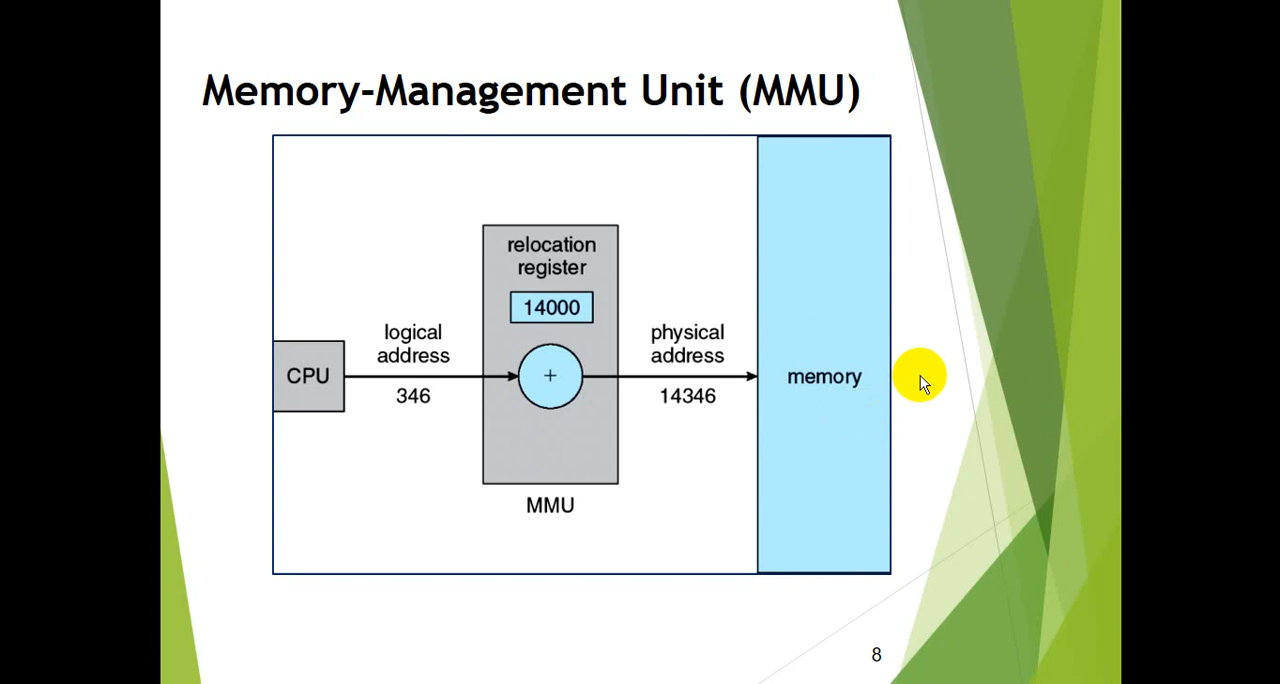 Memory-Management Unit (MMU)
relocation
register
14000
logical
address
physical
address
CPU
+
memory
346
14346
MMU
8